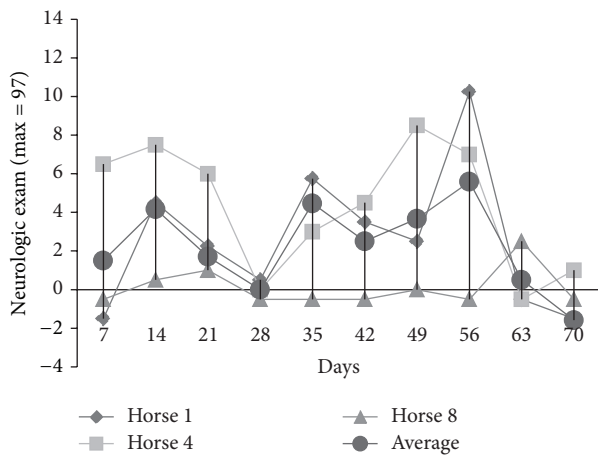 Neurologic exam (max = 97)
14
12
10
8
6
4
2
0
−2
−4
7 14 21 28 35 42 49 56 63 70
Days
Horse 1
Horse 4
Horse 8
Average